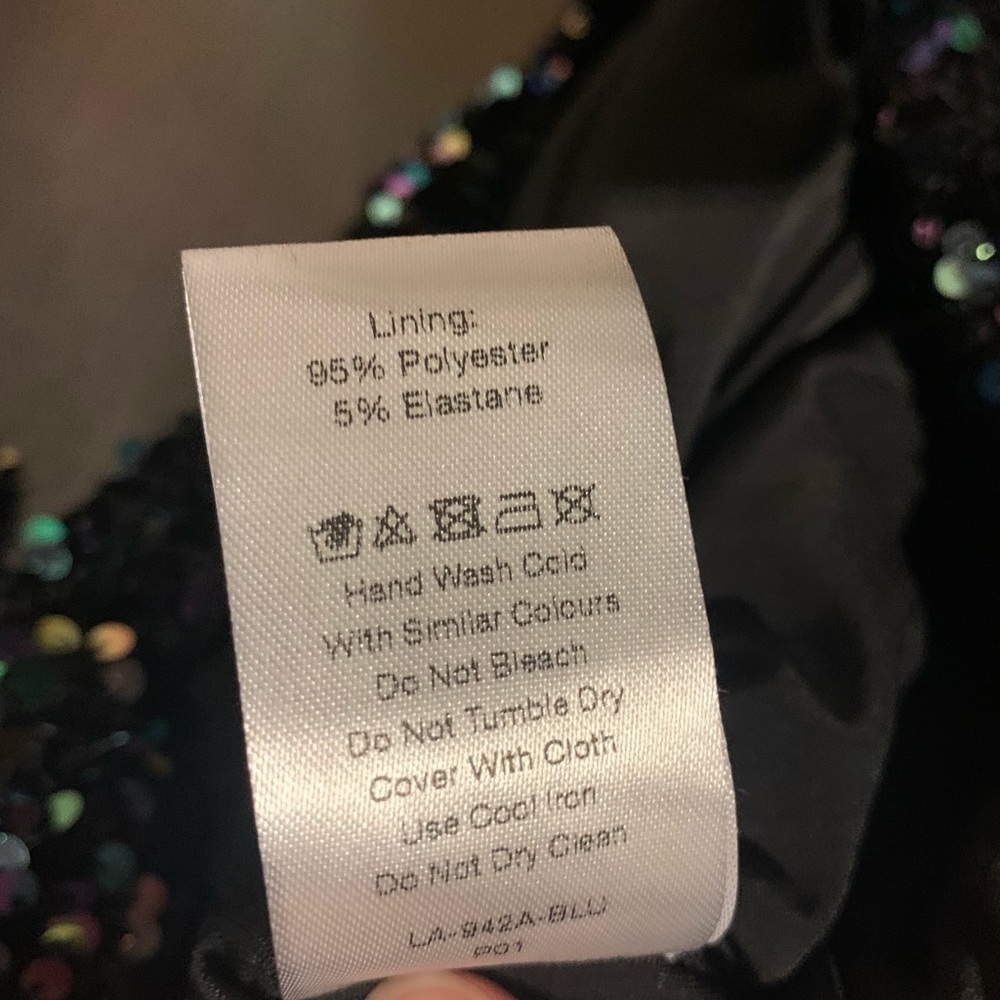 Lining:
95% Polyester
5% Elastane
Hand Wash Cold
With Similar Colours
Do Not Bleach
Do Not Tumble Dry
Cover With Cloth
Use Cool Iron
Do Not Dry Clean
LA-942A-BLU
P01